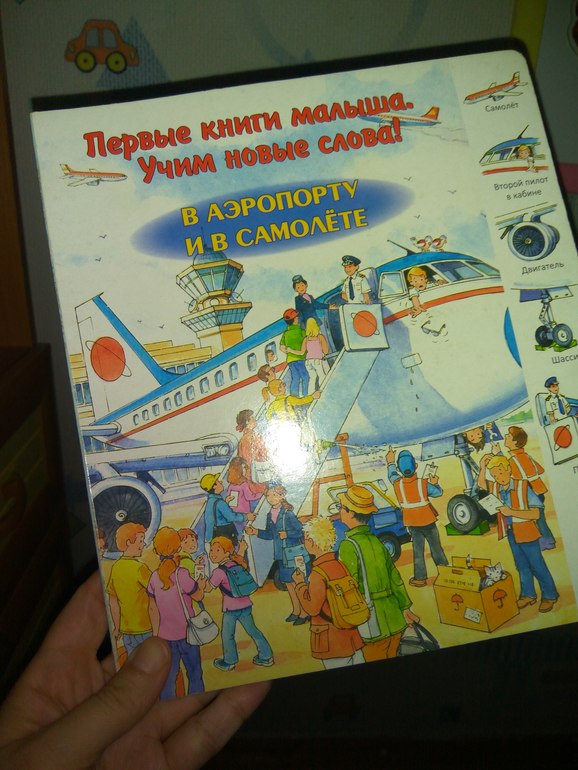 Первые книги малыша.
Учим новые слова!
В АЭРОПОРТУ
И В САМОЛЁТЕ
Самолёт
Второй пилот
в кабине
Двигатель
Шасси